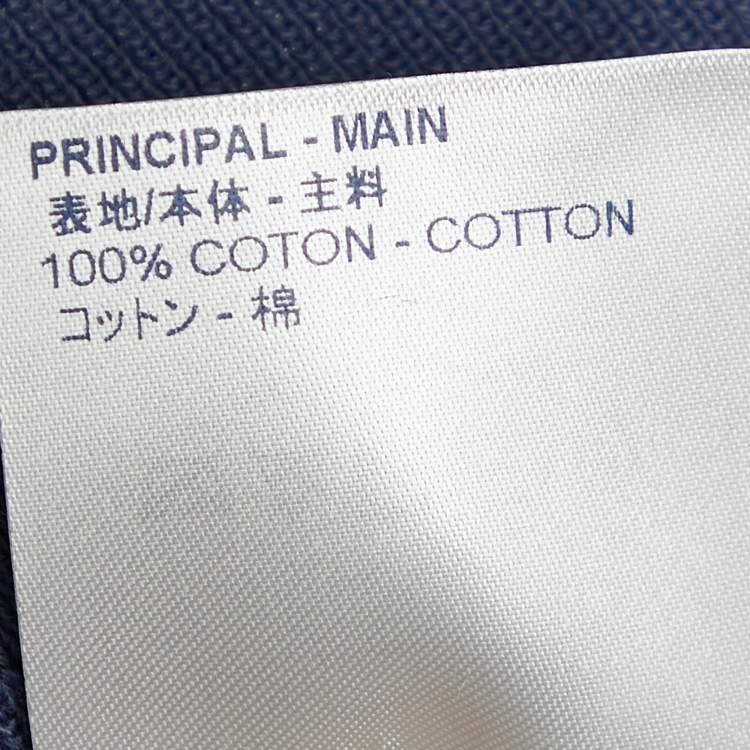 PRINCIPAL - MAIN
表地/本体 - 主料
100% COTON - COTTON
コットン - 棉